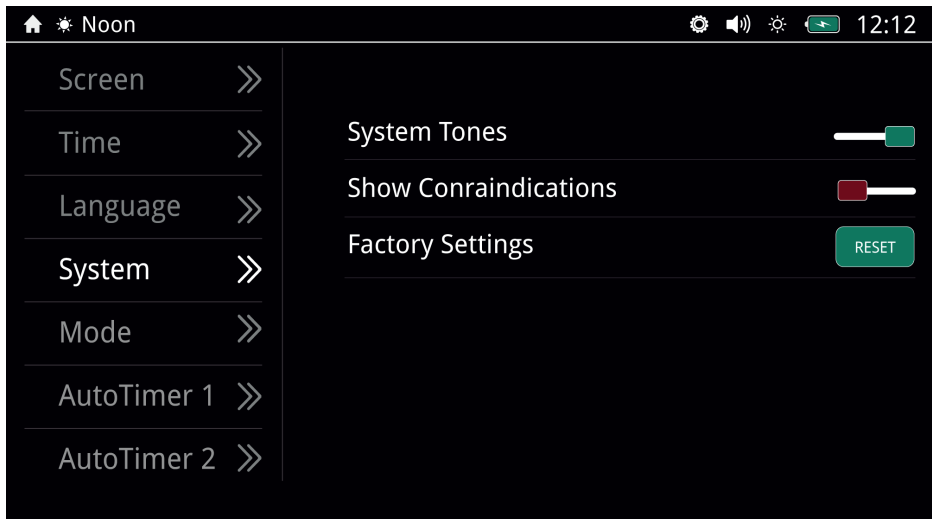 Noon
12:12
Screen
Time
Language
System
Mode
AutoTimer 1
AutoTimer 2
System Tones
Show Conraindications
Factory Settings
RESET